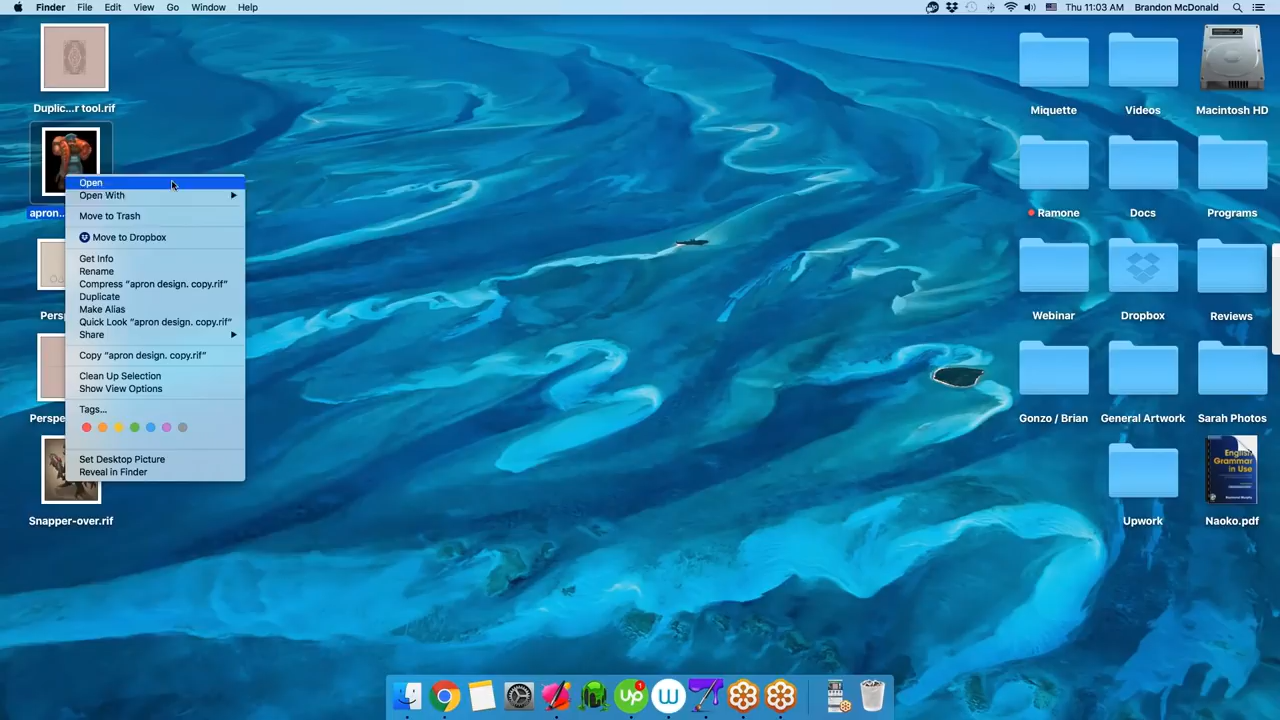 Finder File Edit View Go Window Help
Thu 11:03 AM Brandon McDonald
Duplic...r tool.rif
apron...
Open
Open With
Move to Trash
Move to Dropbox
Get Info
Rename
Compress “apron design. copy.rif”
Duplicate
Make Alias
Quick Look “apron design. copy.rif”
Share
Copy “apron design. copy.rif”
Clean Up Selection
Show View Options
Tags...
Set Desktop Picture
Reveal in Finder
Persp
Perspe
Snapper-over.rif
Miquette
Videos
Macintosh HD
Ramone
Docs
Programs
Webinar
Dropbox
Reviews
Gonzo / Brian
General Artwork
Sarah Photos
Upwork
English
Grammar
in Use
Naoko.pdf
Up
1
W